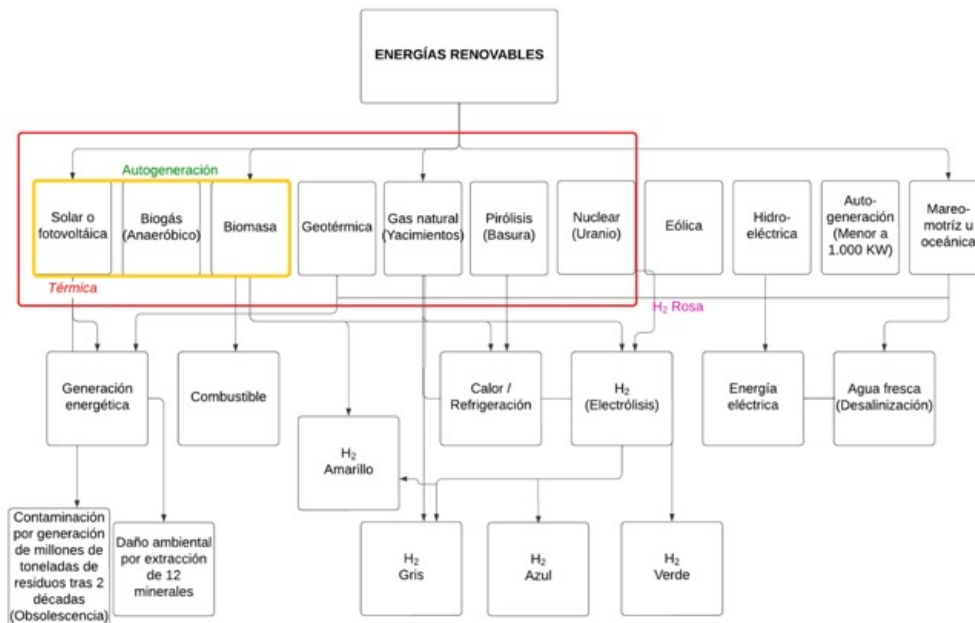 ENERGÍAS RENOVABLES
Autogeneración
Solar o
fotovoltáica
Biogás
(Anaeróbico)
Biomasa
Geotérmica
Gas natural
(Yacimientos)
Pirólisis
(Basura)
Nuclear
(Uranio)
Eólica
Hidro-
eléctrica
Auto-
generación
(Menor a
1.000 KW)
Mareo-
motríz u
oceánica
Térmica
H₂ Rosa
Generación
energética
Combustible
Calor /
Refrigeración
H₂
(Electrólisis)
Energía
eléctrica
Agua fresca
(Desalinización)
H₂
Amarillo
Contaminación
por generación
de millones de
toneladas de
residuos tras 2
décadas
(Obsolescencia)
Daño ambiental
por extracción
de 12
minerales
H₂
Gris
H₂
Azul
H₂
Verde